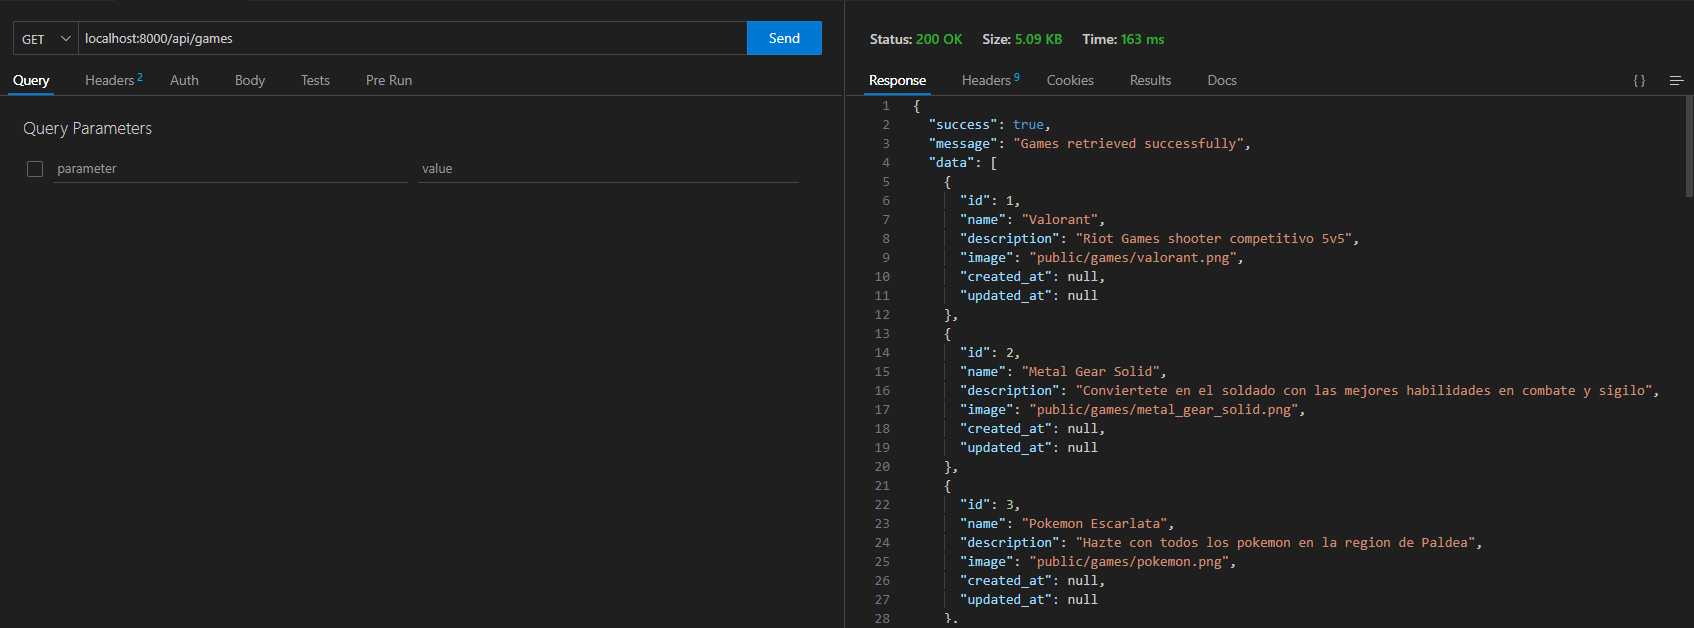 GET localhost:8000/api/games Send
Query Headers 2 Auth Body Tests Pre Run
Query Parameters
parameter value
Status: 200 OK Size: 5.09 KB Time: 163 ms
Response Headers 9 Cookies Results Docs {}
1 {
2 "success": true,
3 "message": "Games retrieved successfully",
4 "data": [
5 {
6 "id": 1,
7 "name": "Valorant",
8 "description": "Riot Games shooter competitivo 5v5",
9 "image": "public/games/valorant.png",
10 "created_at": null,
11 "updated_at": null
12 },
13 {
14 "id": 2,
15 "name": "Metal Gear Solid",
16 "description": "Conviertete en el soldado con las mejores habilidades en combate y sigilo",
17 "image": "public/games/metal_gear_solid.png",
18 "created_at": null,
19 "updated_at": null
20 },
21 {
22 "id": 3,
23 "name": "Pokemon Escarlata",
24 "description": "Hazte con todos los pokemon en la region de Paldea",
25 "image": "public/games/pokemon.png",
26 "created_at": null,
27 "updated_at": null
28 },